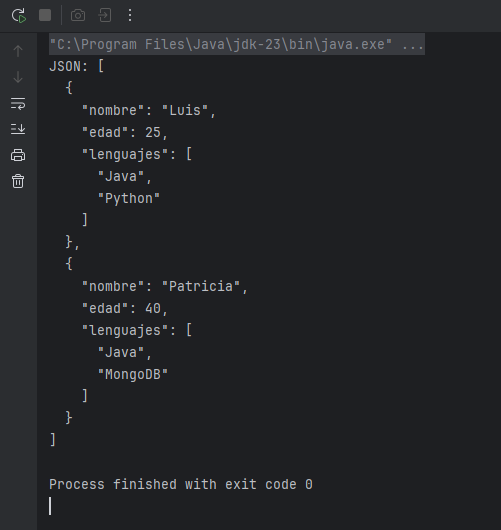 "C:\Program Files\Java\jdk-23\bin\java.exe" ...
JSON: [
  {
    "nombre": "Luis",
    "edad": 25,
    "lenguajes": [
      "Java",
      "Python"
    ]
  },
  {
    "nombre": "Patricia",
    "edad": 40,
    "lenguajes": [
      "Java",
      "MongoDB"
    ]
  }
]

Process finished with exit code 0